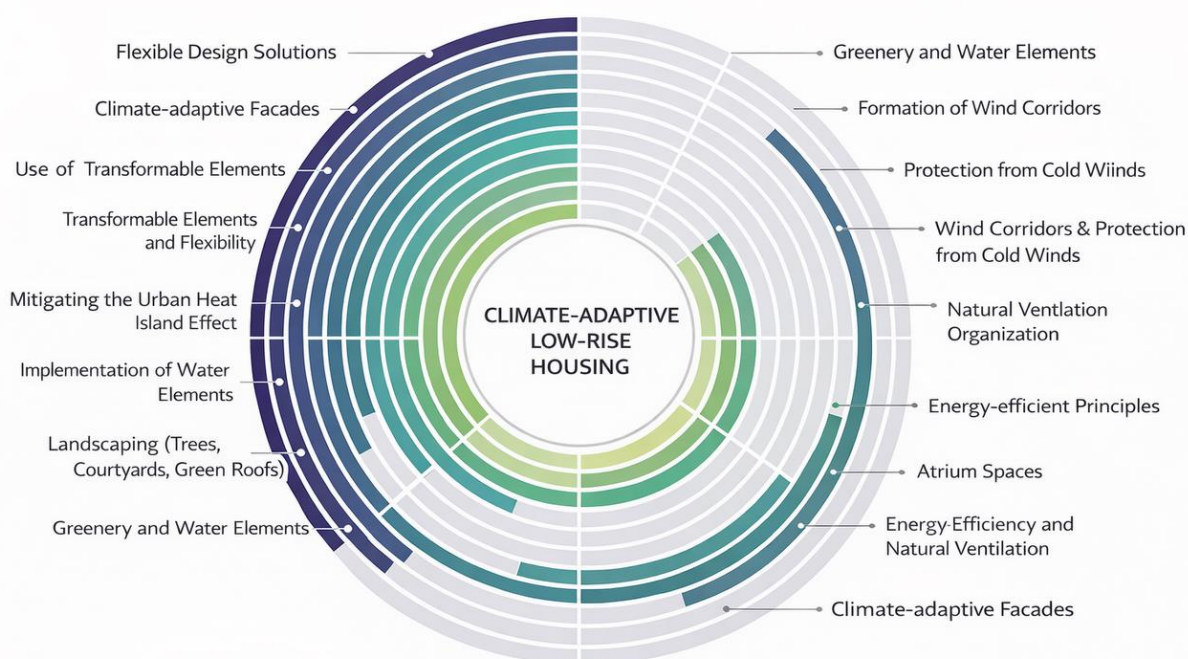 Flexible Design Solutions
Climate-adaptive Facades
Use of Transformable Elements
Transformable Elements
and Flexibility
Mitigating the Urban Heat
Island Effect
Implementation of Water
Elements
Landscaping (Trees,
Courtyards, Green Roofs)
Greenery and Water Elements
CLIMATE-ADAPTIVE
LOW-RISE
HOUSING
Greenery and Water Elements
Formation of Wind Corridors
Protection from Cold Wiinds
Wind Corridors & Protection
from Cold Winds
Natural Ventlation
Organization
Energy-efficient Principles
Atrium Spaces
Energy-Efficiency and
Natural Ventilation
Climate-adaptive Facades